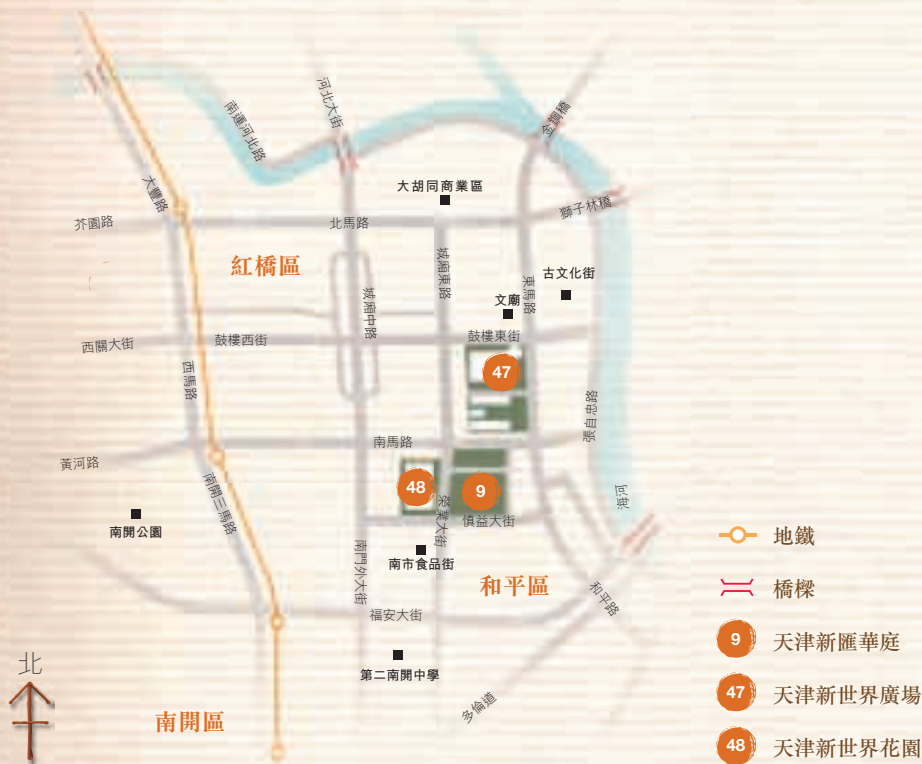 河北大街
南運河北路
金鋼橋
大豐路
大胡同商業區
獅子林橋
芥園路
北馬路
紅橋區
城廂東路
古文化街
東馬路
城廂中路
文廟
鼓樓東街
西關大街
鼓樓西街
47
西馬路
張自忠路
南馬路
黃河路
48
9
南開三馬路
榮業大街
慎益大街
海河
南開公園
南市食品街
地鐵
南門外大街
和平區
橋樑
和平路
福安大街
9 天津新匯華庭
北
第二南開中學
47 天津新世界廣場
多倫道
南開區
48 天津新世界花園